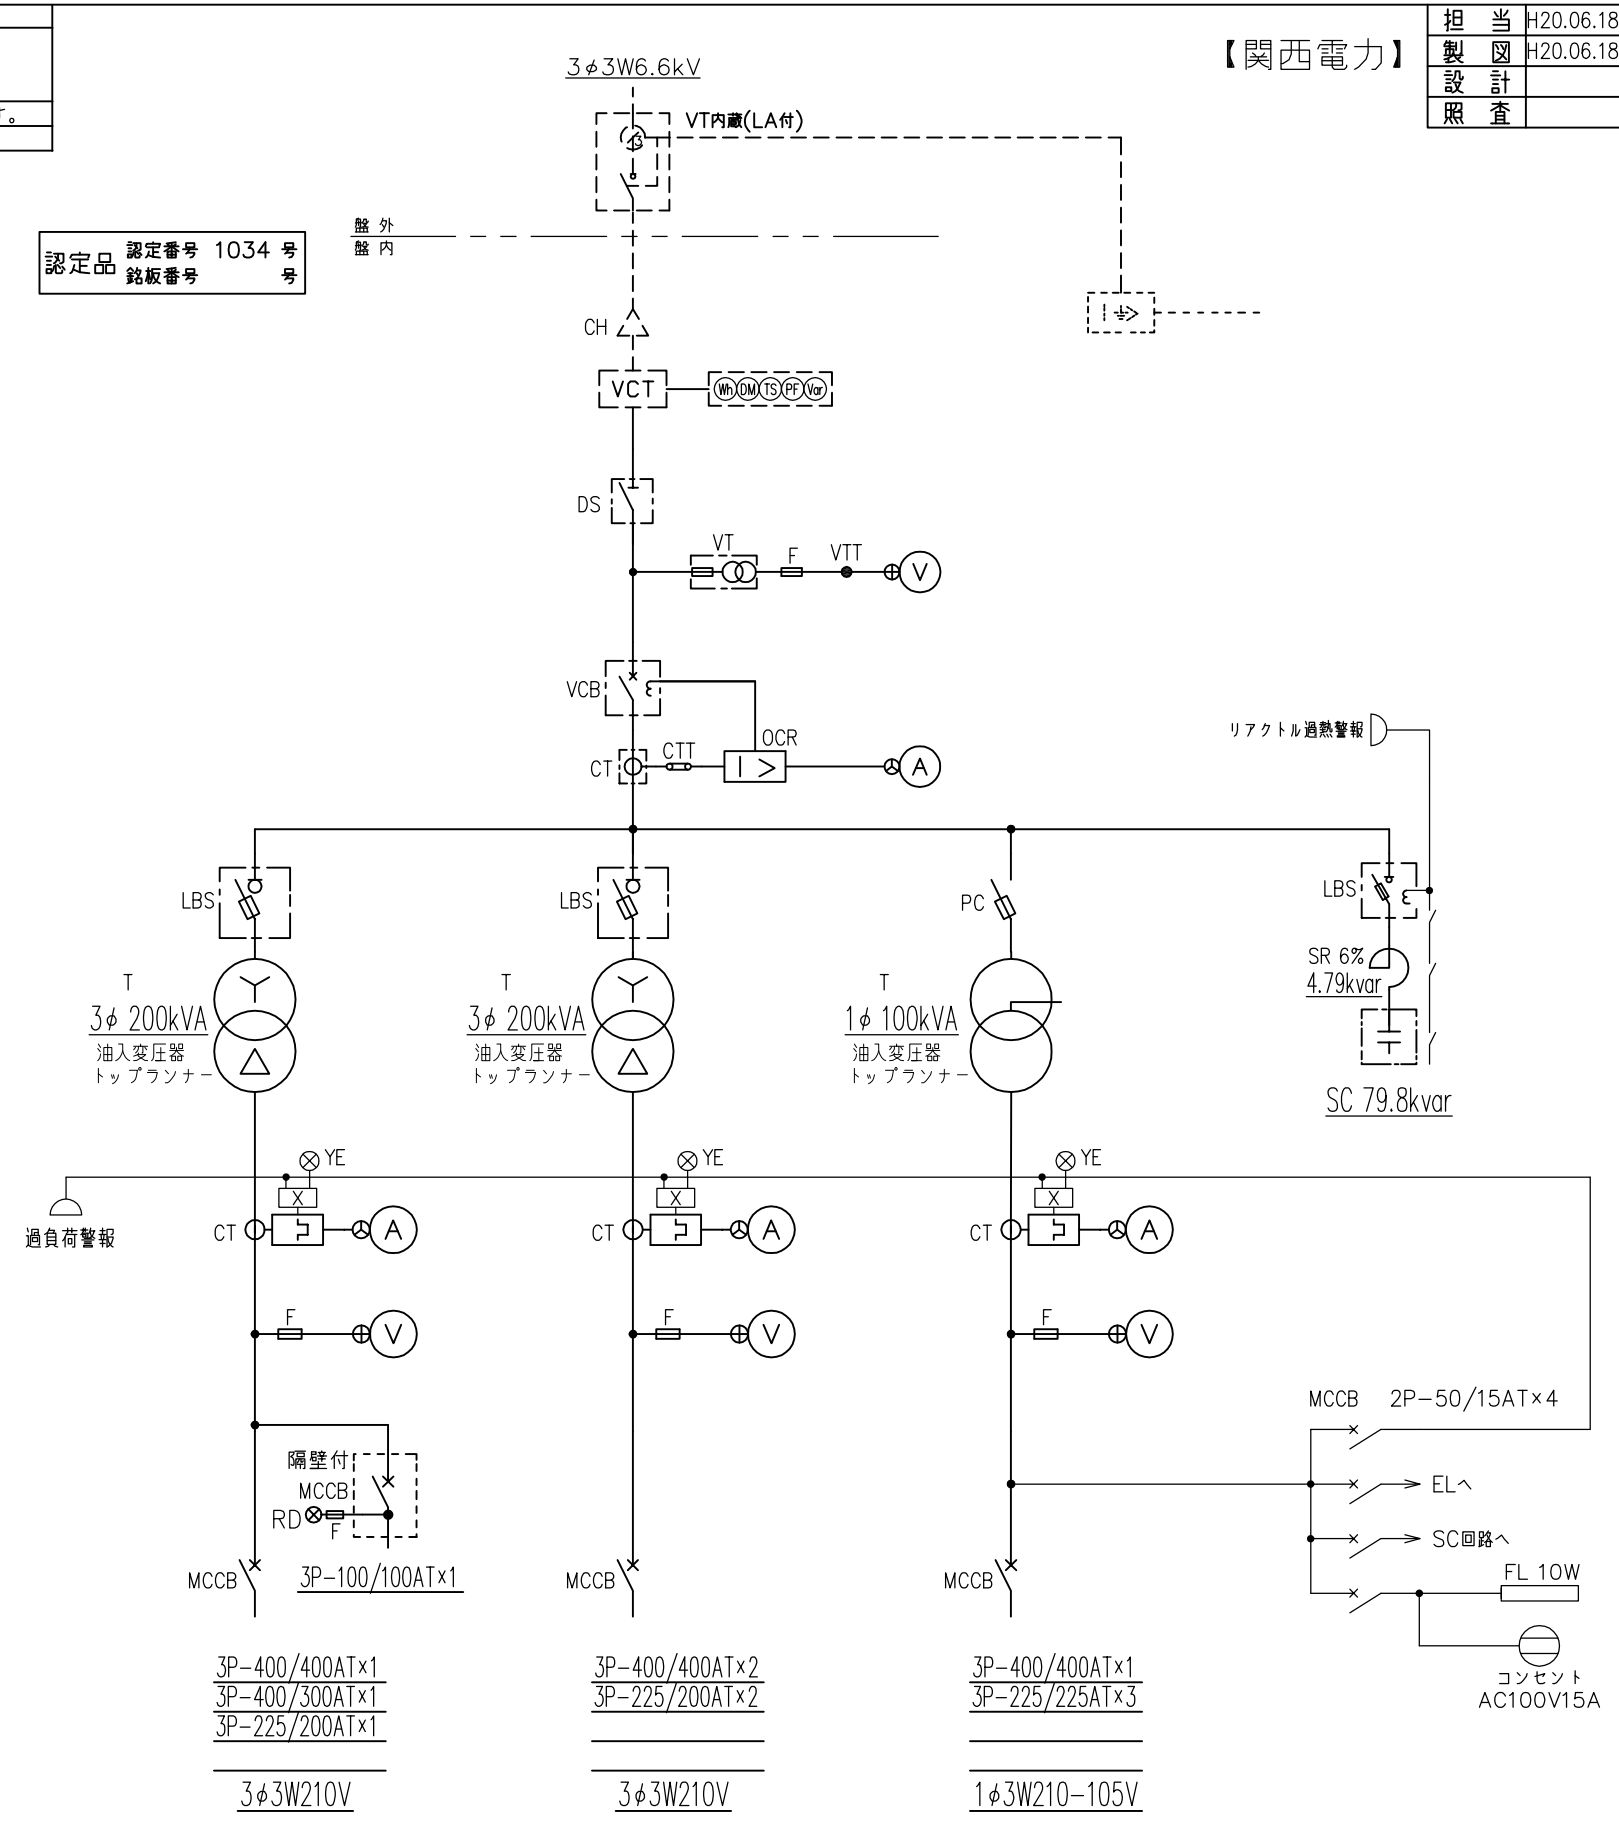 す。
【関西電力】
担 当 H20.06.18
製 図 H20.06.18
設 計
照 査
3φ3W6.6kV
VT内蔵(LA付)
3
盤 外
盤 内
認定品
認定番号 1034 号
銘板番号 号
I
CH
VCT
Wh DM TS PF Var
DS
VT
F
VTT
V
VCB
OCR
CTT
CT
I >
A
リアクトル過熱警報
LBS
LBS
PC
LBS
SR 6%
4.79kvar
SC 79.8kvar
T
3φ 200kVA
油入変圧器
トップランナー
T
3φ 200kVA
油入変圧器
トップランナー
T
1φ 100kVA
油入変圧器
トップランナー
過負荷警報
YE
X
CT
A
YE
X
CT
A
YE
X
CT
A
F
V
F
V
F
V
隔壁付
MCCB
RD
F
3P-100/100AT×1
MCCB 2P-50/15AT×4
ELへ
SC回路へ
FL 10W
コンセント
AC100V15A
MCCB
MCCB
MCCB
3P-400/400AT×1
3P-400/300AT×1
3P-225/200AT×1
3φ3W210V
3P-400/400AT×2
3P-225/200AT×2
3φ3W210V
3P-400/400AT×1
3P-225/225AT×3
1φ3W210-105V